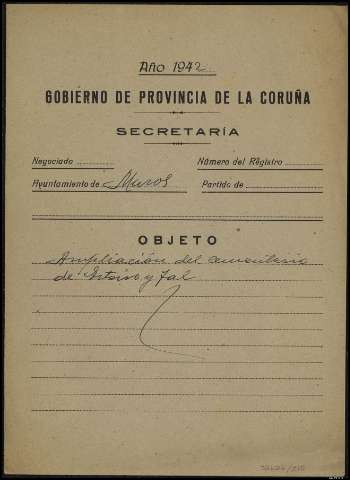 Año 1942
GOBIERNO DE PROVINCIA DE LA CORUÑA
SECRETARÍA
Negociado
Número del Registro
Ayuntamiento de Muros
Partido de
OBJETO
Ampliación del cementerio
de y Tal